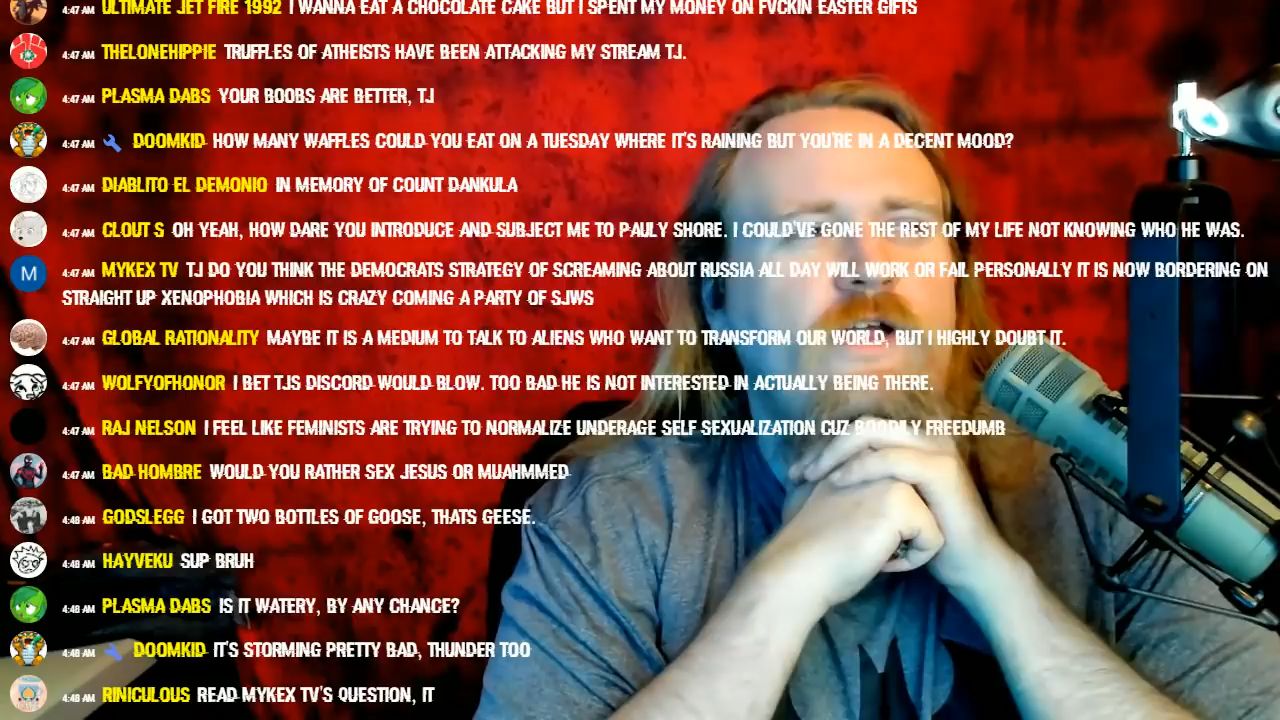 4:47 AM ULTIMATE JET FIRE 1992 I WANNA EAT A CHOCOLATE CAKE BUT I SPENT MY MONEY ON FVCKIN EASTER GIFTS
4:47 AM THELONEHIPPIE TRUFFLES OF ATHEISTS HAVE BEEN ATTACKING MY STREAM TJ.
4:47 AM PLASMA DABS YOUR BOOBS ARE BETTER, TJ
4:47 AM DOOMKID HOW MANY WAFFLES COULD YOU EAT ON A TUESDAY WHERE IT'S RAINING BUT YOU'RE IN A DECENT MOOD?
4:47 AM DIABLITO EL DEMONIO IN MEMORY OF COUNT DANKULA
4:47 AM CLOUT S OH YEAH, HOW DARE YOU INTRODUCE AND SUBJECT ME TO PAULY SHORE. I COULD'VE GONE THE REST OF MY LIFE NOT KNOWING WHO HE WAS.
M 4:47 AM MYKEX TV TJ DO YOU THINK THE DEMOCRATS STRATEGY OF SCREAMING ABOUT RUSSIA ALL DAY WILL WORK OR FAIL PERSONALLY IT IS NOW BORDERING ON
STRAIGHT UP XENOPHOBIA WHICH IS CRAZY COMING A PARTY OF SJWS
4:47 AM GLOBAL RATIONALITY MAYBE IT IS A MEDIUM TO TALK TO ALIENS WHO WANT TO TRANSFORM OUR WORLD, BUT I HIGHLY DOUBT IT.
4:47 AM WOLFYOFHONOR I BET TJS DISCORD WOULD BLOW. TOO BAD HE IS NOT INTERESTED IN ACTUALLY BEING THERE.
4:47 AM RAJ NELSON I FEEL LIKE FEMINISTS ARE TRYING TO NORMALIZE UNDERAGE SELF SEXUALIZATION CUZ BOODILY FREEDUMB
4:47 AM BAD HOMBRE WOULD YOU RATHER SEX JESUS OR MUAHMMED
4:48 AM GODSLEGG I GOT TWO BOTTLES OF GOOSE, THATS GEESE.
4:48 AM HAYVEKU SUP BRUH
4:48 AM PLASMA DABS IS IT WATERY, BY ANY CHANCE?
4:48 AM DOOMKID IT'S STORMING PRETTY BAD, THUNDER TOO
4:48 AM RINICULOUS READ MYKEX TV'S QUESTION, IT